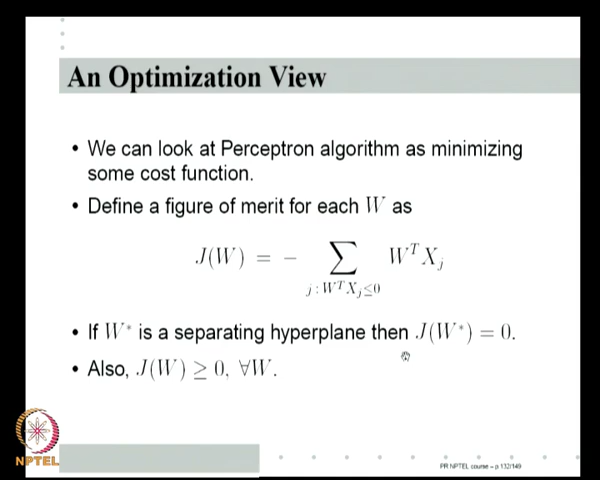 An Optimization View
• We can look at Perceptron algorithm as minimizing
some cost function.
• Define a figure of merit for each W as
J(W) = − ∑ W^T X_j
j : W^T X_j ≤ 0
• If W* is a separating hyperplane then J(W*) = 0.
• Also, J(W) ≥ 0, ∀W.
NPTEL
PR NPTEL course – p 132/149